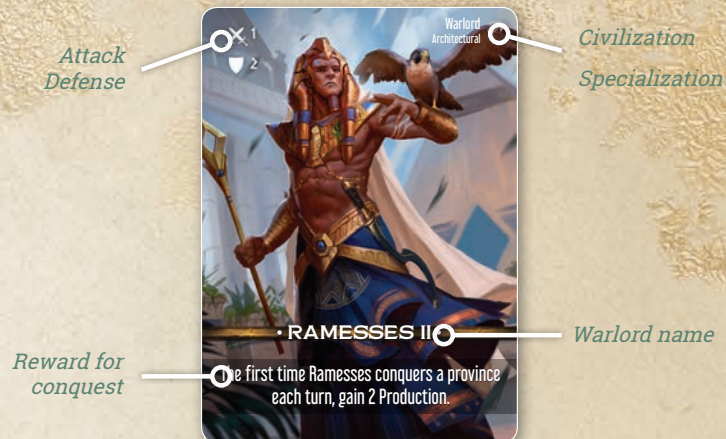 Attack
Defense
1
2
Warlord
Architectural
Civilization
Specialization
• RAMESSES II
Warlord name
Reward for
conquest
The first time Ramesses conquers a province
each turn, gain 2 Production.